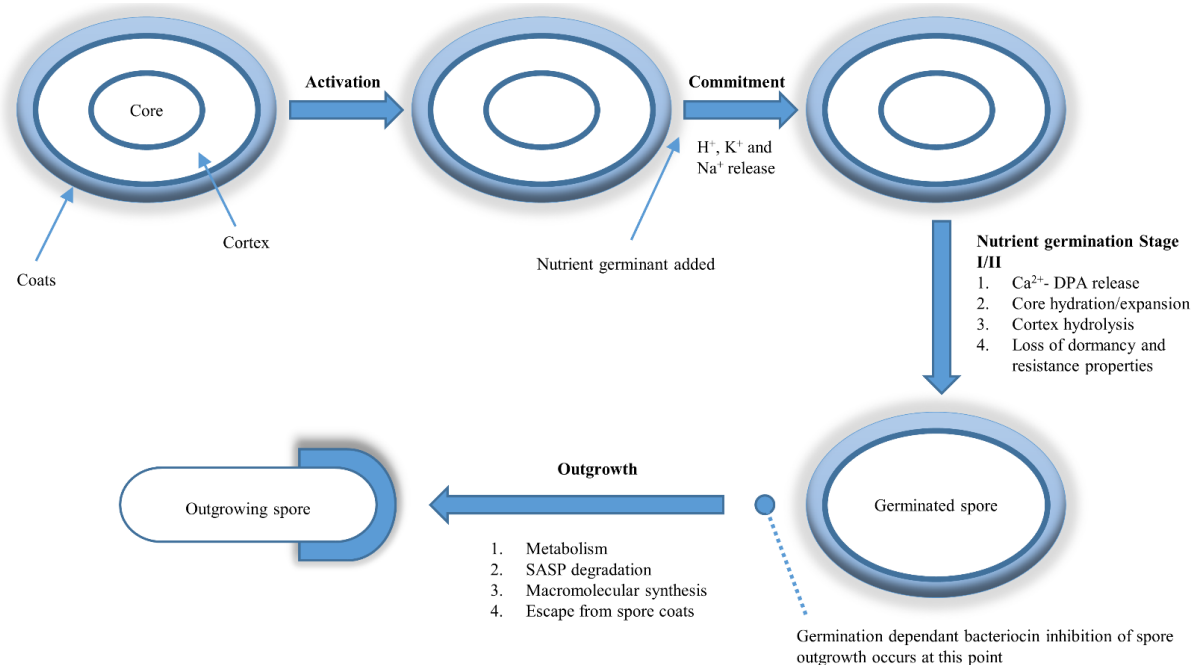 Core
Cortex
Coats
Activation
Nutrient germinant added
Commitment
H⁺, K⁺ and
Na⁺ release
Nutrient germination Stage
I/II
1. Ca²⁺- DPA release
2. Core hydration/expansion
3. Cortex hydrolysis
4. Loss of dormancy and
resistance properties
Germinated spore
Germination dependant bacteriocin inhibition of spore
outgrowth occurs at this point
Outgrowth
1. Metabolism
2. SASP degradation
3. Macromolecular synthesis
4. Escape from spore coats
Outgrowing spore